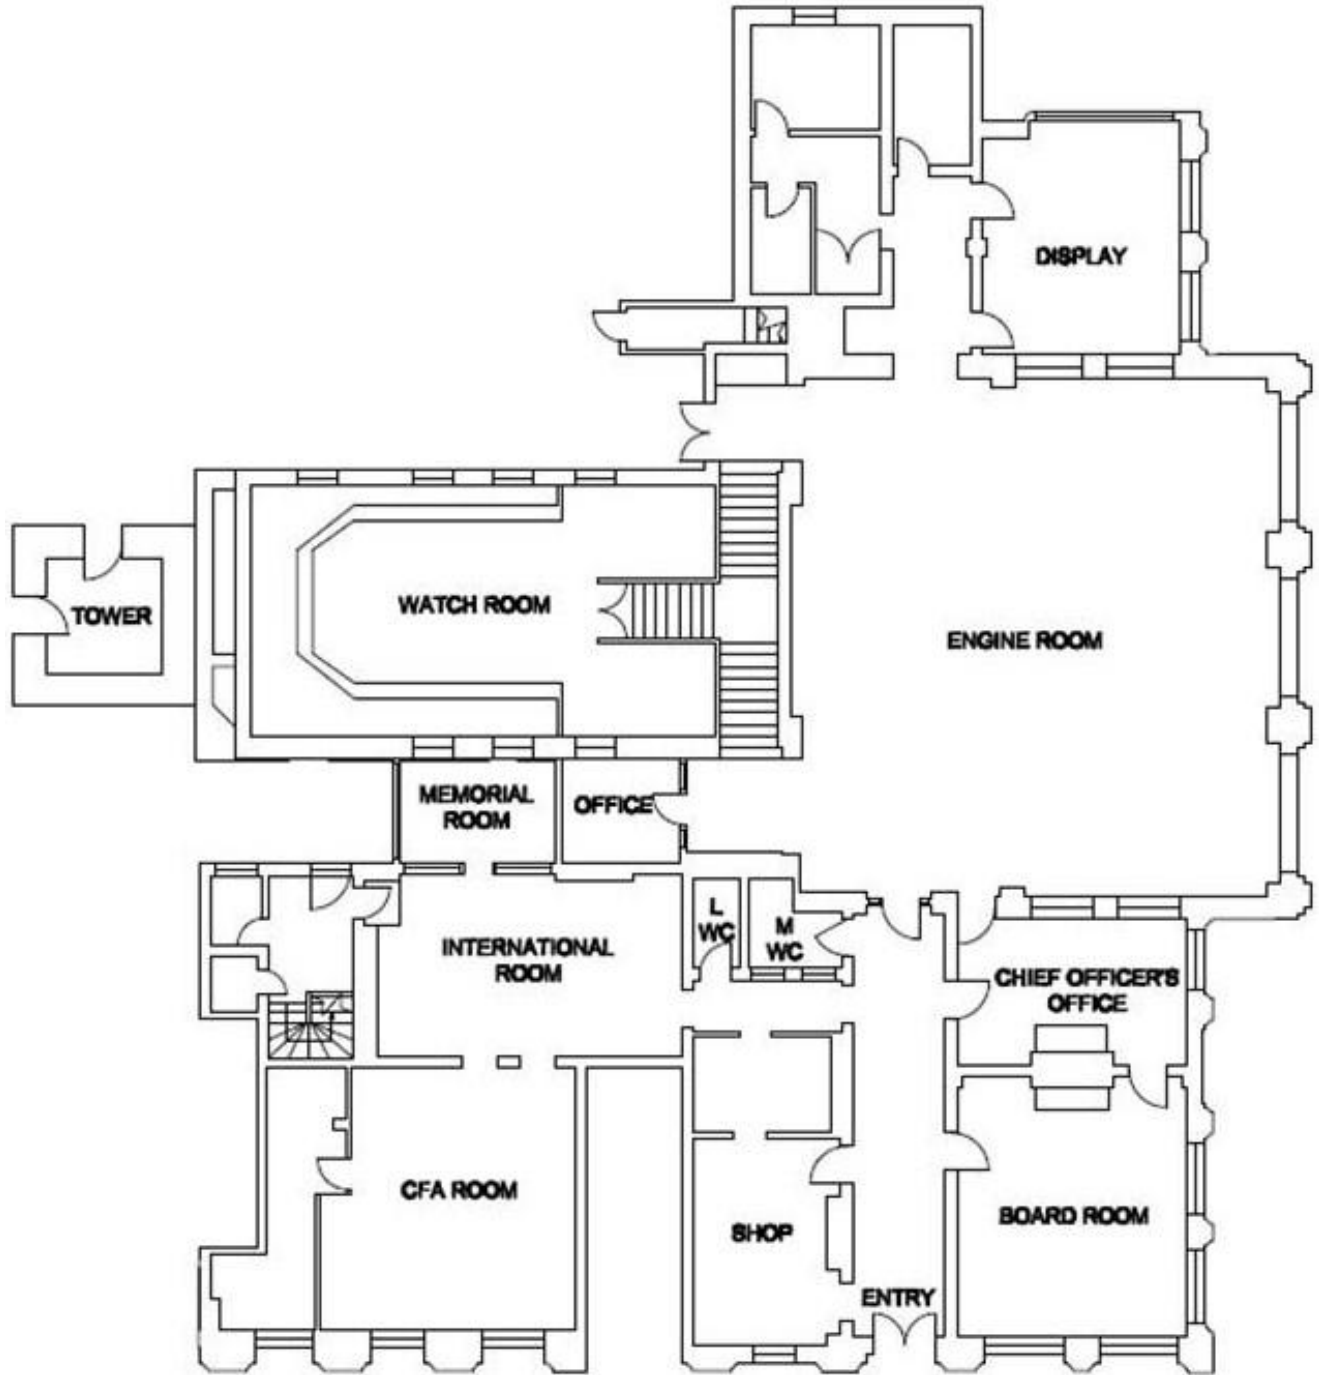 DISPLAY
WATCH ROOM
TOWER
ENGINE ROOM
MEMORIAL
ROOM
OFFICE
L
WC
M
WC
INTERNATIONAL
ROOM
CHIEF OFFICER'S
OFFICE
CFA ROOM
SHOP
BOARD ROOM
ENTRY